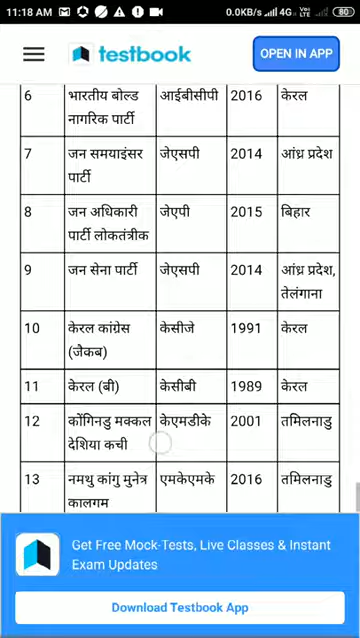 11:18 AM 0.0KB/s 4G VoLTE 80
testbook OPEN IN APP
6 भारतीय बोल्ड आईबीसीपी 2016 केरल
नागरिक पार्टी
7 जन समयाइंसर जेएसपी 2014 आंध्र प्रदेश
पार्टी
8 जन अधिकारी जेएपी 2015 बिहार
पार्टी लोकतंत्रीक
9 जन सेना पार्टी जेएसपी 2014 आंध्र प्रदेश,
तेलंगाना
10 केरल कांग्रेस केसीजे 1991 केरल
(जैकब)
11 केरल (बी) केसीबी 1989 केरल
12 कोंगिनडु मक्कल केएमडीके 2001 तमिलनाडु
देशिया कची
13 नमथु कांगु मुनेत्र एमकेएमके 2016 तमिलनाडु
कालगम
Get Free Mock-Tests, Live Classes & Instant
Exam Updates
Download Testbook App